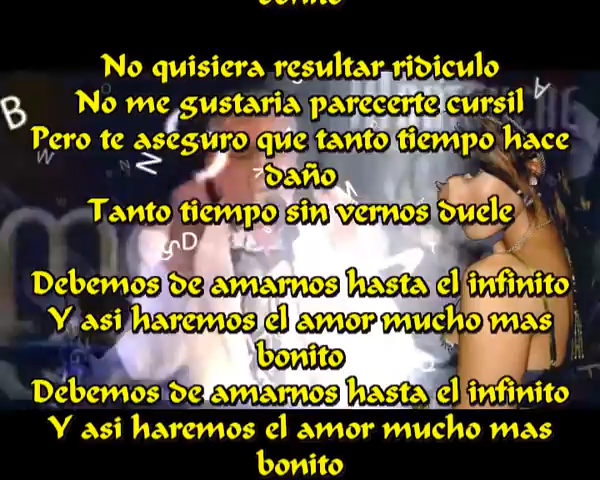 bonito
No quisiera resultar ridiculo
No me gustaria parecerte cursil
Pero te aseguro que tanto tiempo hace
daño
Tanto tiempo sin vernos duele
Debemos de amarnos hasta el infinito
Y asi haremos el amor mucho mas
bonito
Debemos de amarnos hasta el infinito
Y asi haremos el amor mucho mas
bonito